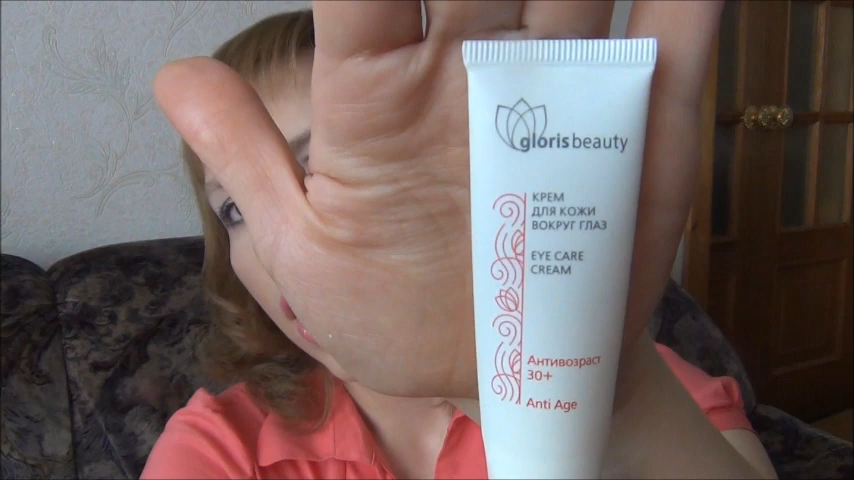 glorisbeauty
КРЕМ
ДЛЯ КОЖИ
ВОКРУГ ГЛАЗ
EYE CARE
CREAM
Антивозраст
30+
Anti Age